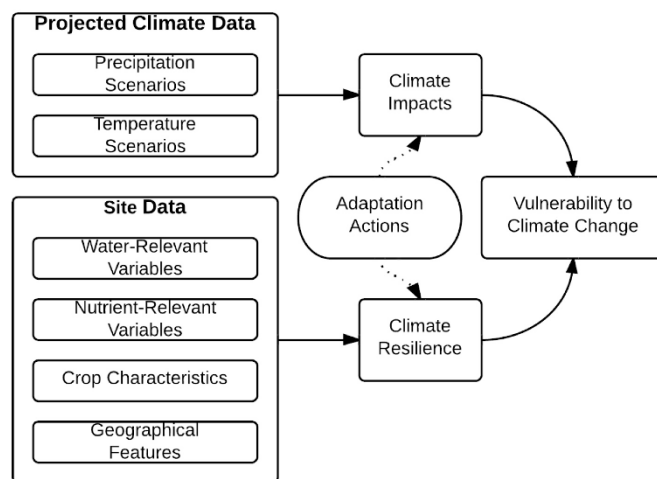 Projected Climate Data
Precipitation
Scenarios
Temperature
Scenarios
Site Data
Water-Relevant
Variables
Nutrient-Relevant
Variables
Crop Characteristics
Geographical
Features
Climate
Impacts
Adaptation
Actions
Climate
Resilience
Vulnerability to
Climate Change